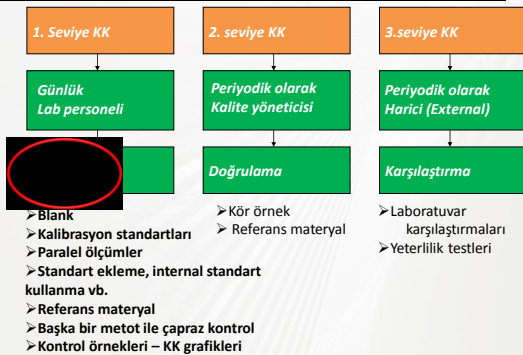 1. Seviye KK
2. seviye KK
3.seviye KK
Günlük
Lab personeli
Periyodik olarak
Kalite yöneticisi
Periyodik olarak
Harici (External)
Doğrulama
Karşılaştırma
➢Blank
➢Kalibrasyon standartları
➢Paralel ölçümler
➢Standart ekleme, internal standart
kullanma vb.
➢Referans materyal
➢Başka bir metot ile çapraz kontrol
➢Kontrol örnekleri – KK grafikleri
➢Kör örnek
➢ Referans materyal
➢Laboratuvar
karşılaştırmaları
➢Yeterlilik testleri